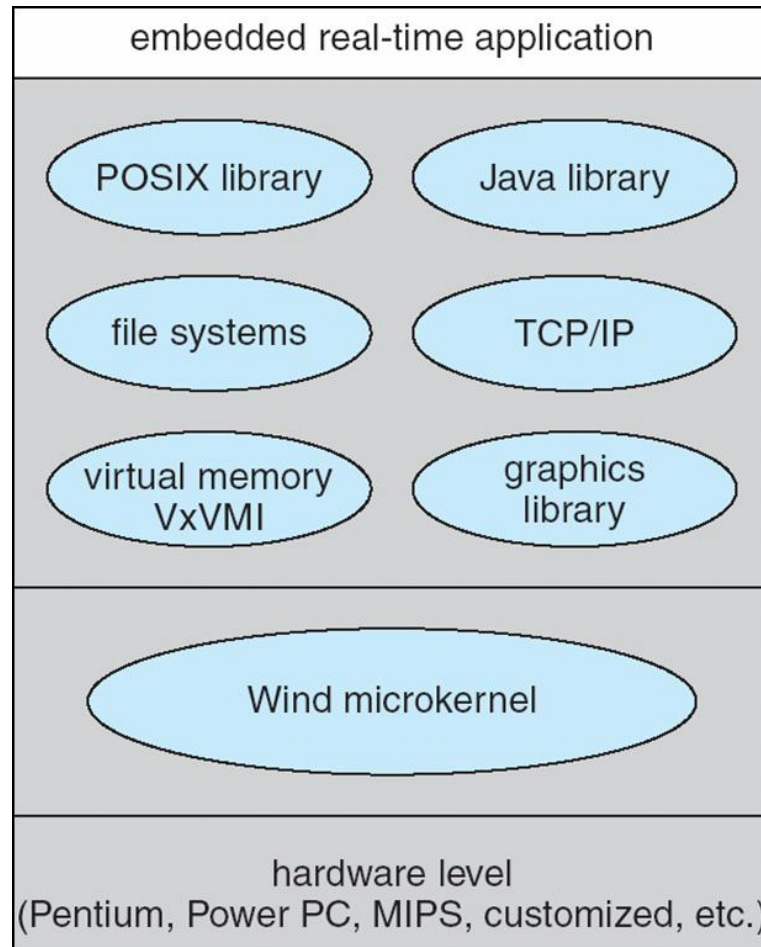 embedded real-time application
POSIX library
Java library
file systems
TCP/IP
virtual memory
VxVMI
graphics
library
Wind microkernel
hardware level
(Pentium, Power PC, MIPS, customized, etc.)